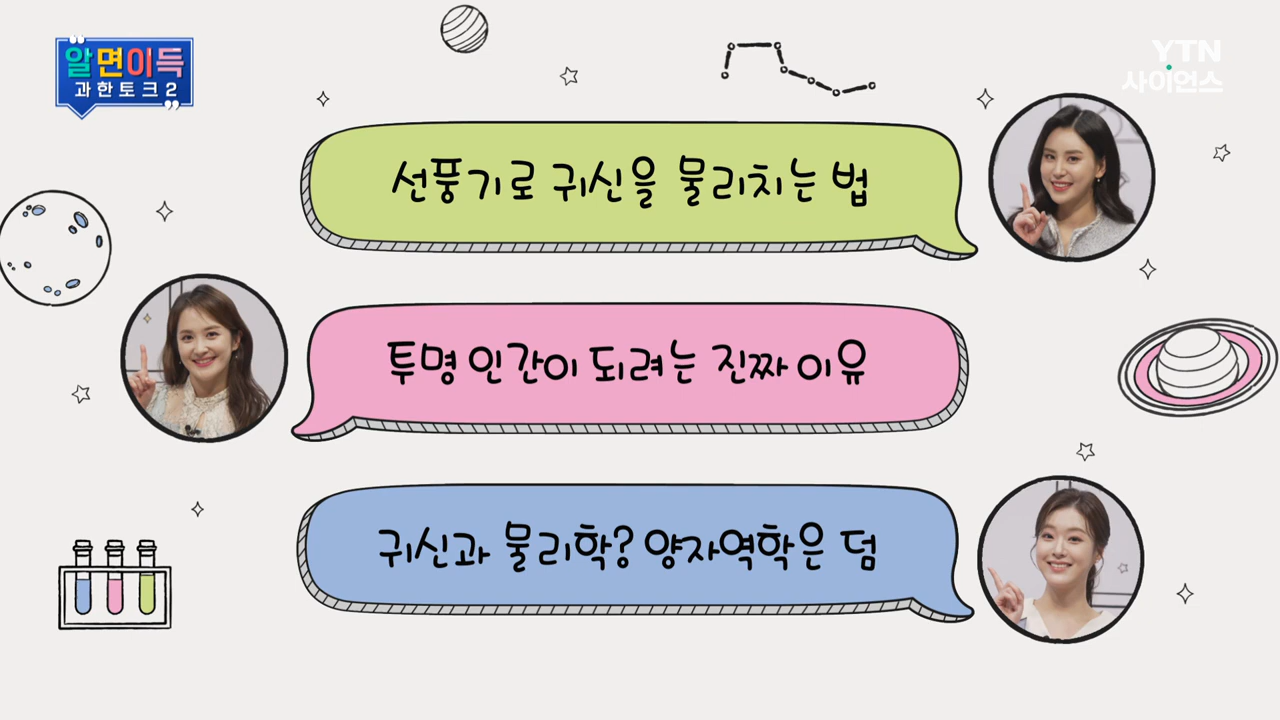 알면이득
과한토크2
YTN
사이언스
선풍기로 귀신을 물리치는 법
투명 인간이 되려는 진짜 이유
귀신과 물리학? 양자역학은 덤